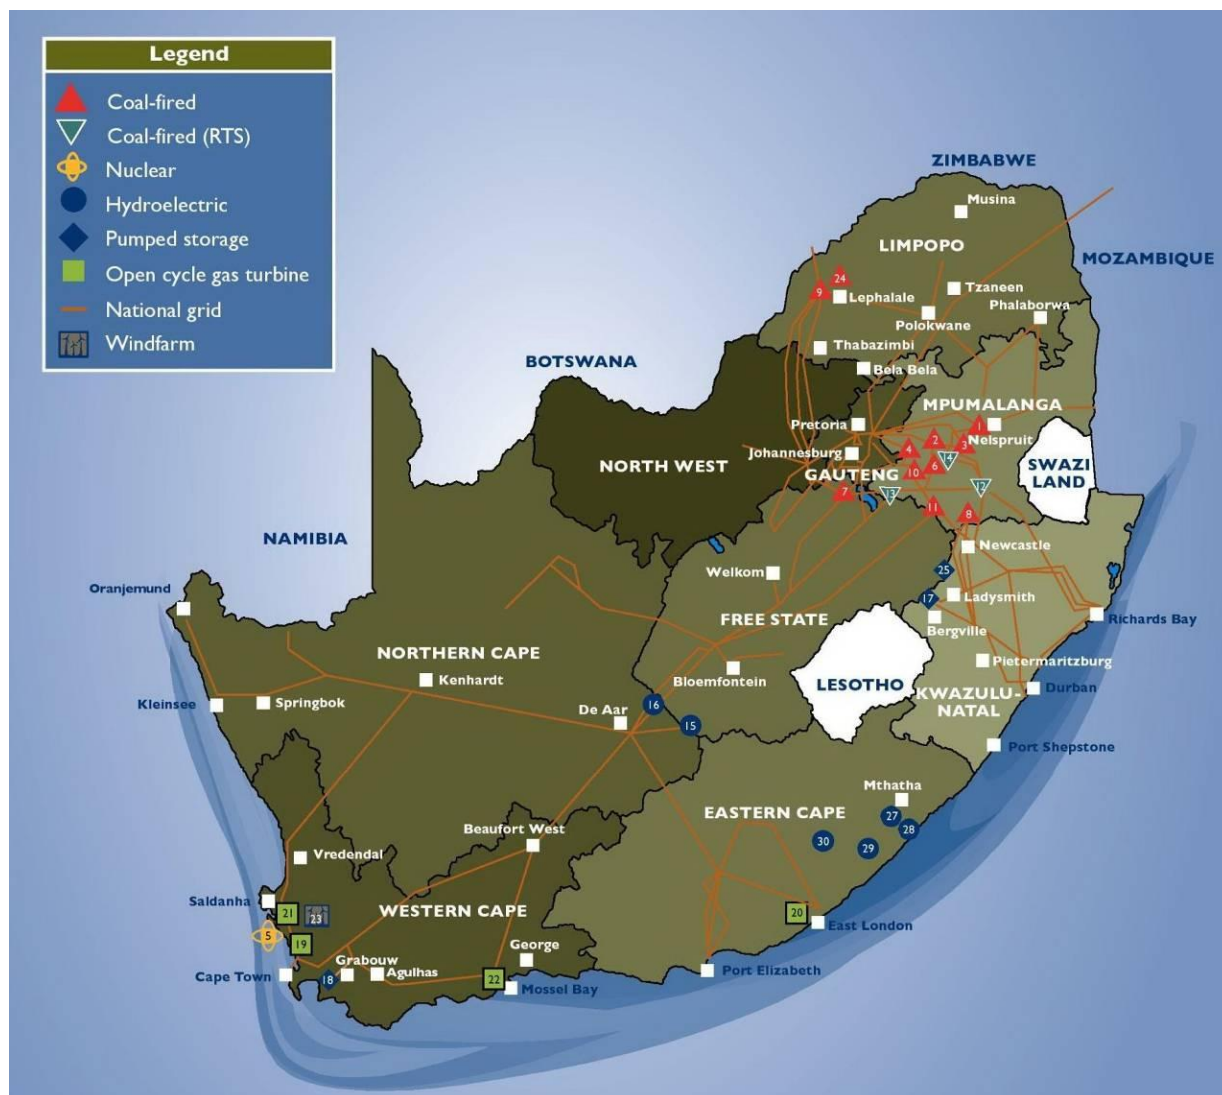 Legend
Coal-fired
Coal-fired (RTS)
Nuclear
Hydroelectric
Pumped storage
Open cycle gas turbine
National grid
Windfarm
ZIMBABWE
Musina
LIMPOPO
MOZAMBIQUE
24
9
Lephalale
Tzaneen
Phalaborwa
Polokwane
Thabazimbi
BOTSWANA
Bela Bela
MPUMALANGA
Pretoria
1
2
3
Nelspruit
4
Johannesburg
14
6
10
GAUTENG
NORTH WEST
SWAZI
LAND
7
13
12
11
8
NAMIBIA
Newcastle
Welkom
25
Oranjemund
17
Ladysmith
Richards Bay
FREE STATE
Bergville
NORTHERN CAPE
Pietermaritzburg
Kenhardt
Bloemfontein
LESOTHO
Durban
KWAZULU-
NATAL
Kleinsee
Springbok
De Aar
16
15
Port Shepstone
Mthatha
EASTERN CAPE
27
28
30
29
Beaufort West
Vredendal
Saldanha
21
23
WESTERN CAPE
20
East London
5
19
George
Grabouw
Cape Town
18
Agulhas
22
Mossel Bay
Port Elizabeth